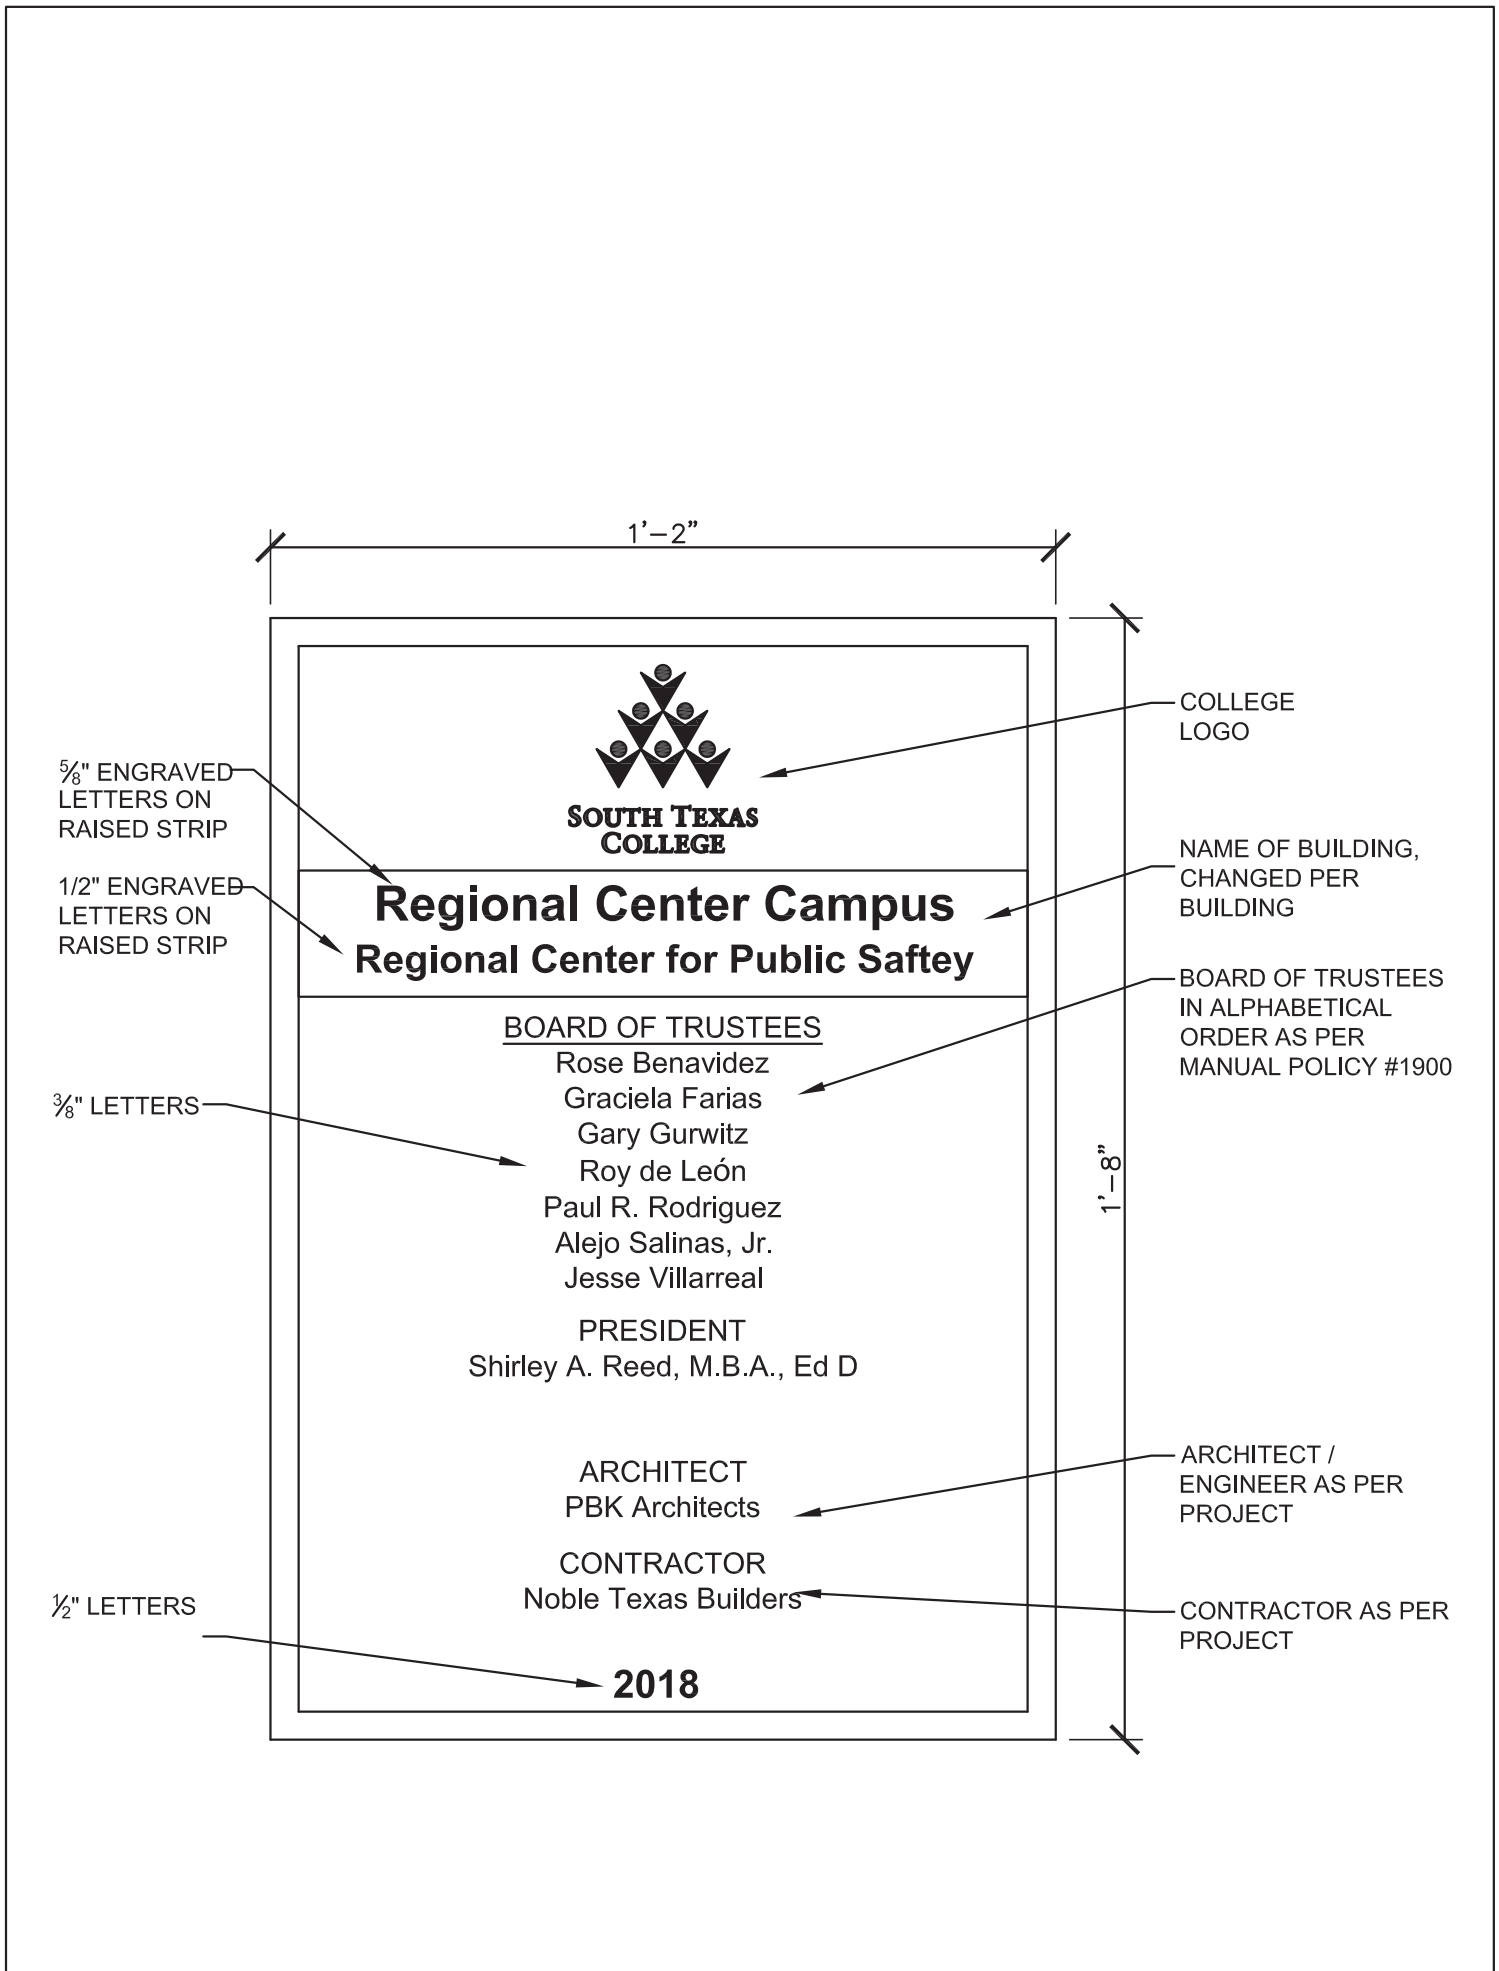 1'-2"
COLLEGE
LOGO
5/8" ENGRAVED
LETTERS ON
RAISED STRIP
SOUTH TEXAS
COLLEGE
NAME OF BUILDING,
CHANGED PER
BUILDING
1/2" ENGRAVED
LETTERS ON
RAISED STRIP
Regional Center Campus
Regional Center for Public Saftey
BOARD OF TRUSTEES
IN ALPHABETICAL
ORDER AS PER
MANUAL POLICY #1900
BOARD OF TRUSTEES
Rose Benavidez
Graciela Farias
Gary Gurwitz
Roy de León
Paul R. Rodriguez
Alejo Salinas, Jr.
Jesse Villarreal
3/8" LETTERS
1'-8"
PRESIDENT
Shirley A. Reed, M.B.A., Ed D
ARCHITECT
PBK Architects
ARCHITECT /
ENGINEER AS PER
PROJECT
CONTRACTOR
Noble Texas Builders
CONTRACTOR AS PER
PROJECT
1/2" LETTERS
2018